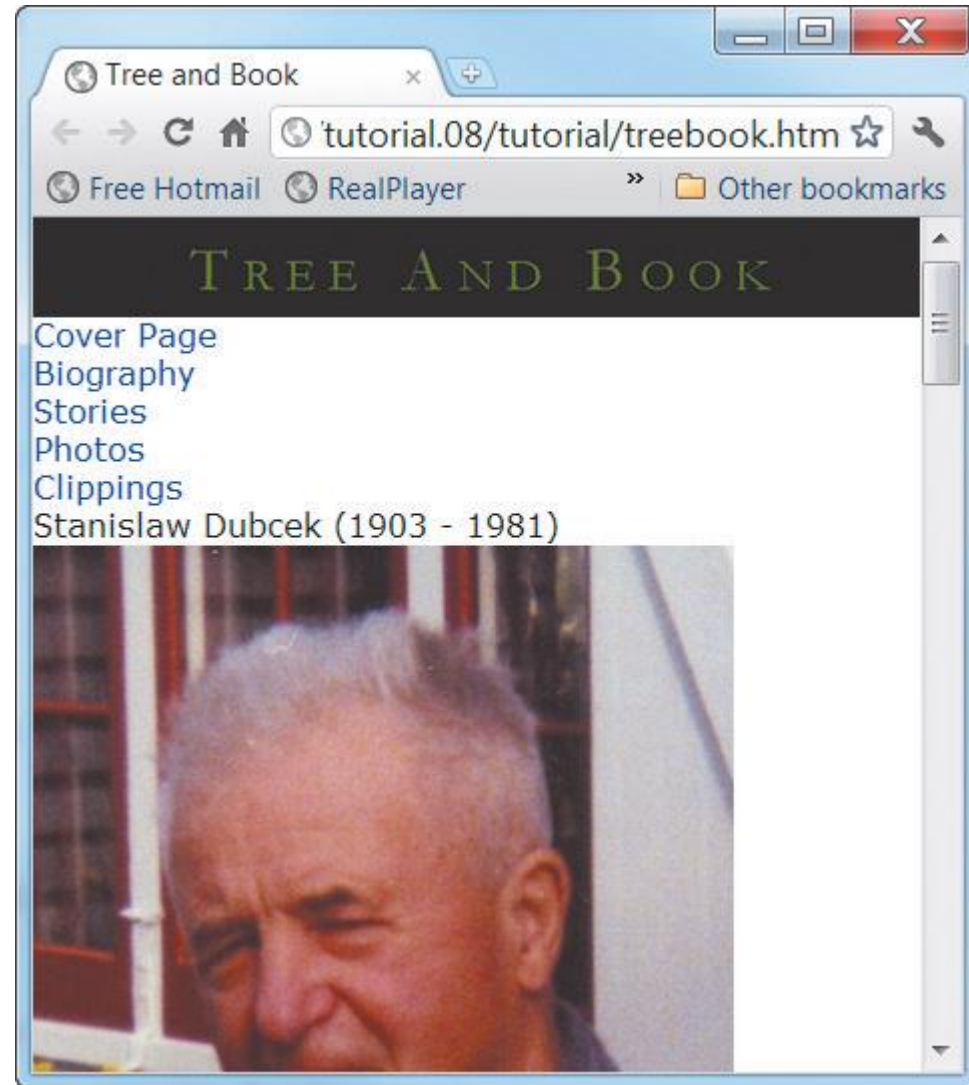 Tree and Book
tutorial.08/tutorial/treebook.htm
Free Hotmail RealPlayer » Other bookmarks
TREE AND BOOK
Cover Page
Biography
Stories
Photos
Clippings
Stanislaw Dubcek (1903 - 1981)